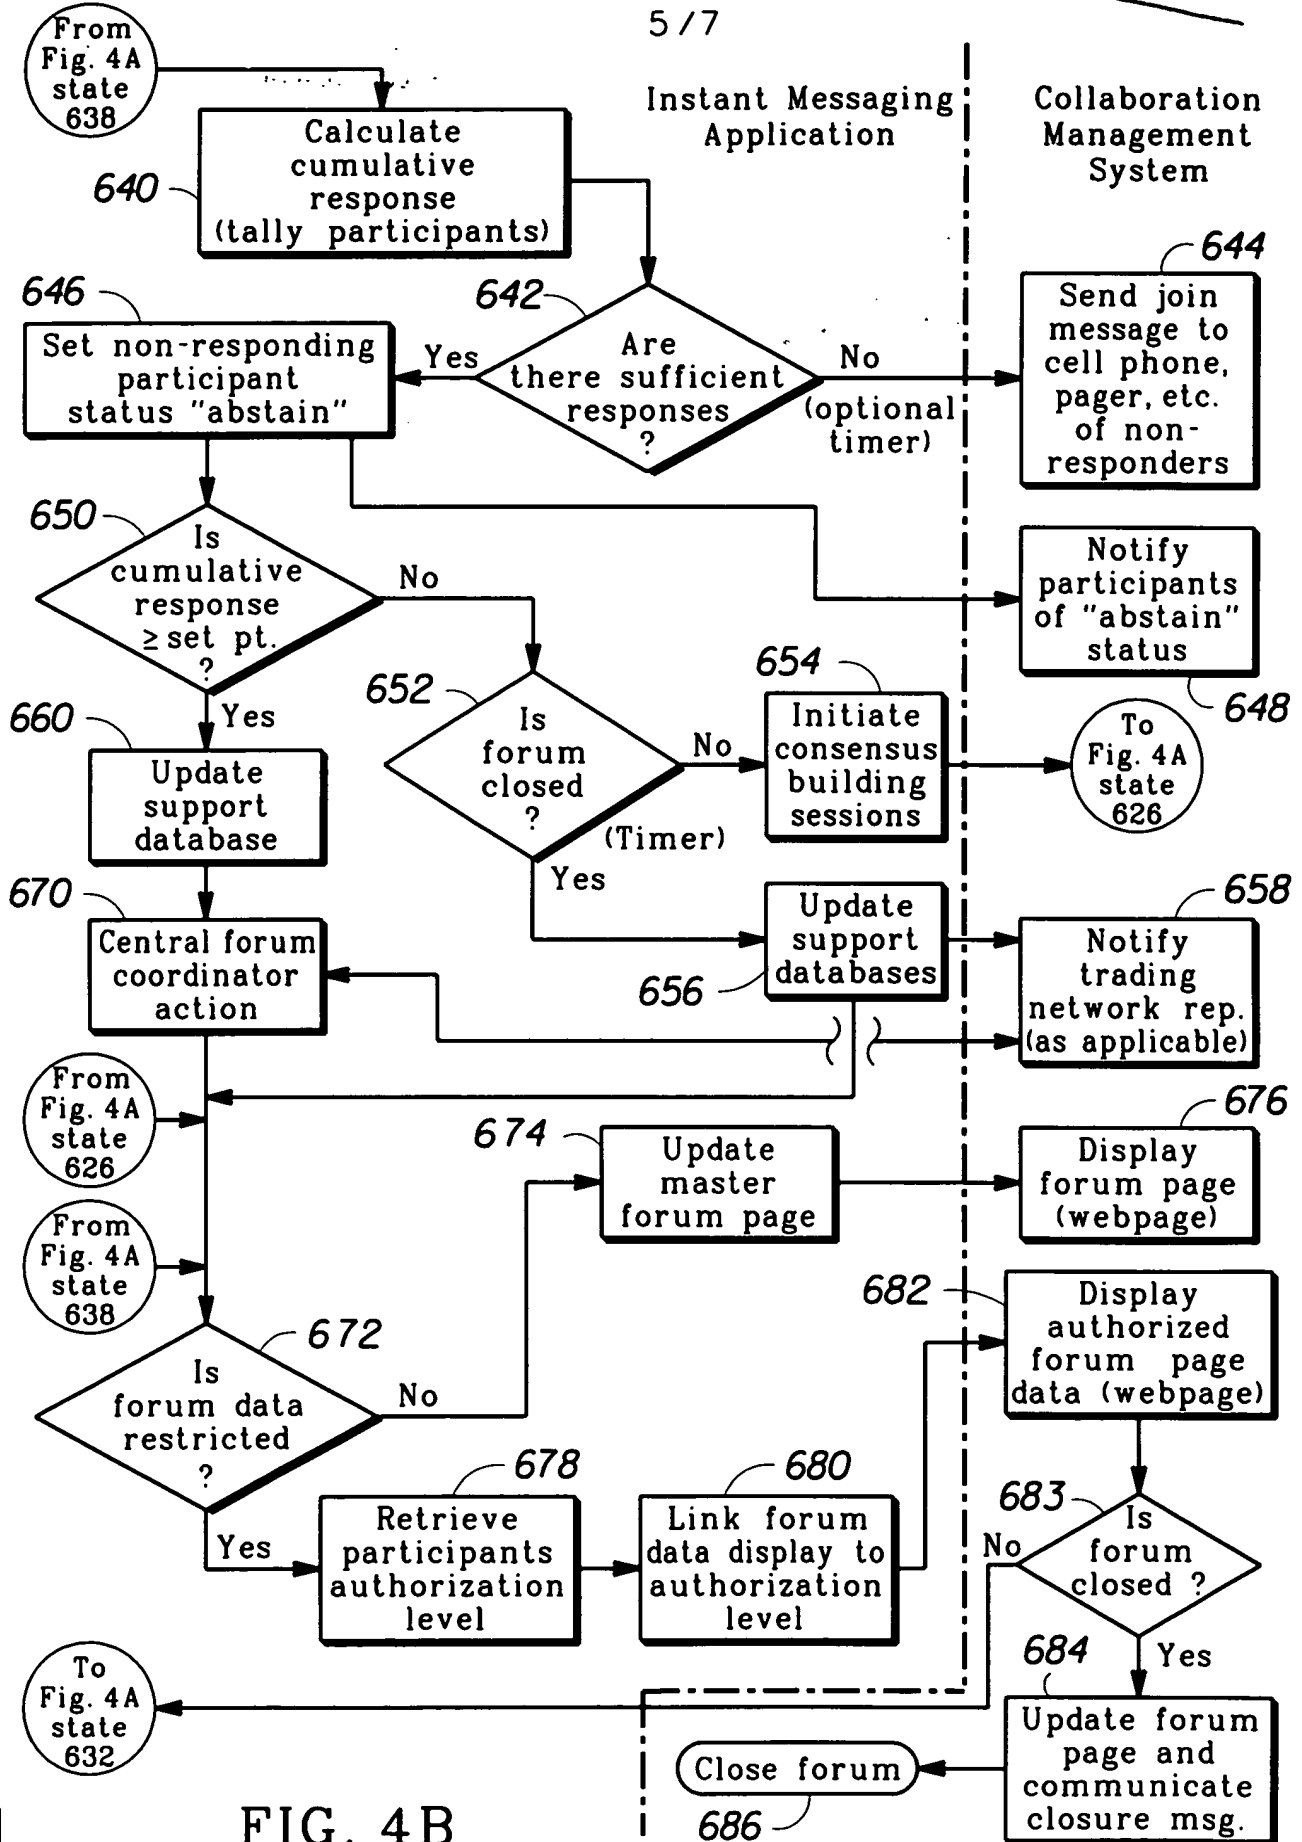 5/7
From
Fig. 4A
state
638
Instant Messaging
Application
Collaboration
Management
System
Calculate
cumulative
response
(tally participants)
640
644
646
642
Send join
message to
cell phone,
pager, etc.
of non-
responders
Set non-responding
participant
status "abstain"
Yes
Are
there sufficient
responses
?
No
(optional
timer)
650
Is
cumulative
response
≥ set pt.
?
No
Notify
participants
of "abstain"
status
648
652
654
Yes
660
Is
forum
closed
?
No
(Timer)
Initiate
consensus
building
sessions
To
Fig. 4A
state
626
Update
support
database
Yes
670
Central forum
coordinator
action
Update
support
databases
656
658
Notify
trading
network rep.
(as applicable)
From
Fig. 4A
state
626
674
Update
master
forum page
676
Display
forum page
(webpage)
From
Fig. 4A
state
638
672
Is
forum data
restricted
?
No
682
Display
authorized
forum page
data (webpage)
678
680
Yes
Retrieve
participants
authorization
level
Link forum
data display to
authorization
level
683
Is
forum
closed ?
No
Yes
684
To
Fig. 4A
state
632
Update forum
page and
communicate
closure msg.
Close forum
686
FIG. 4B